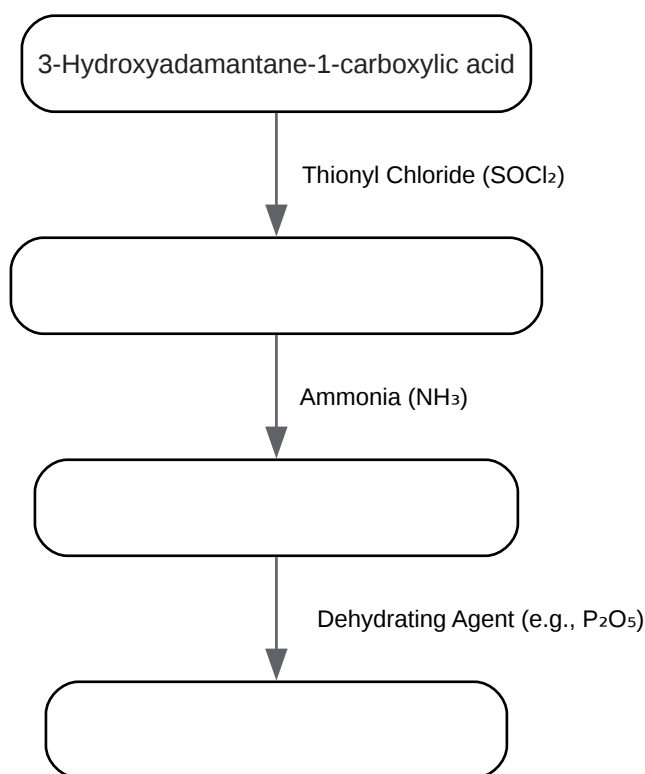 3-Hydroxyadamantane-1-carboxylic acid
Thionyl Chloride (SOCl₂)
Ammonia (NH₃)
Dehydrating Agent (e.g., P₂O₅)